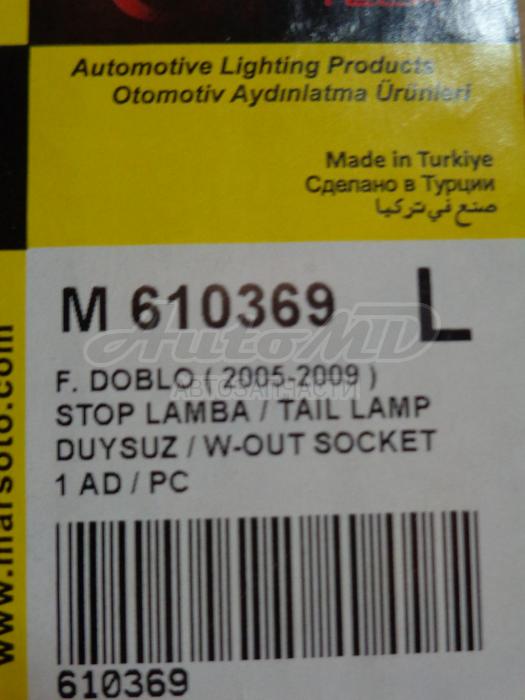 Automotive Lighting Products
Otomotiv Aydınlatma Ürünleri
Made in Turkiye
Сделано в Турции
صنع في تركيا
M 610369 L
AutoMD
АВТОЗАПЧАСТИ
F. DOBLO ( 2005-2009 )
STOP LAMBA / TAIL LAMP
DUYSUZ / W-OUT SOCKET
1 AD / PC
610369
www.marsoto.com